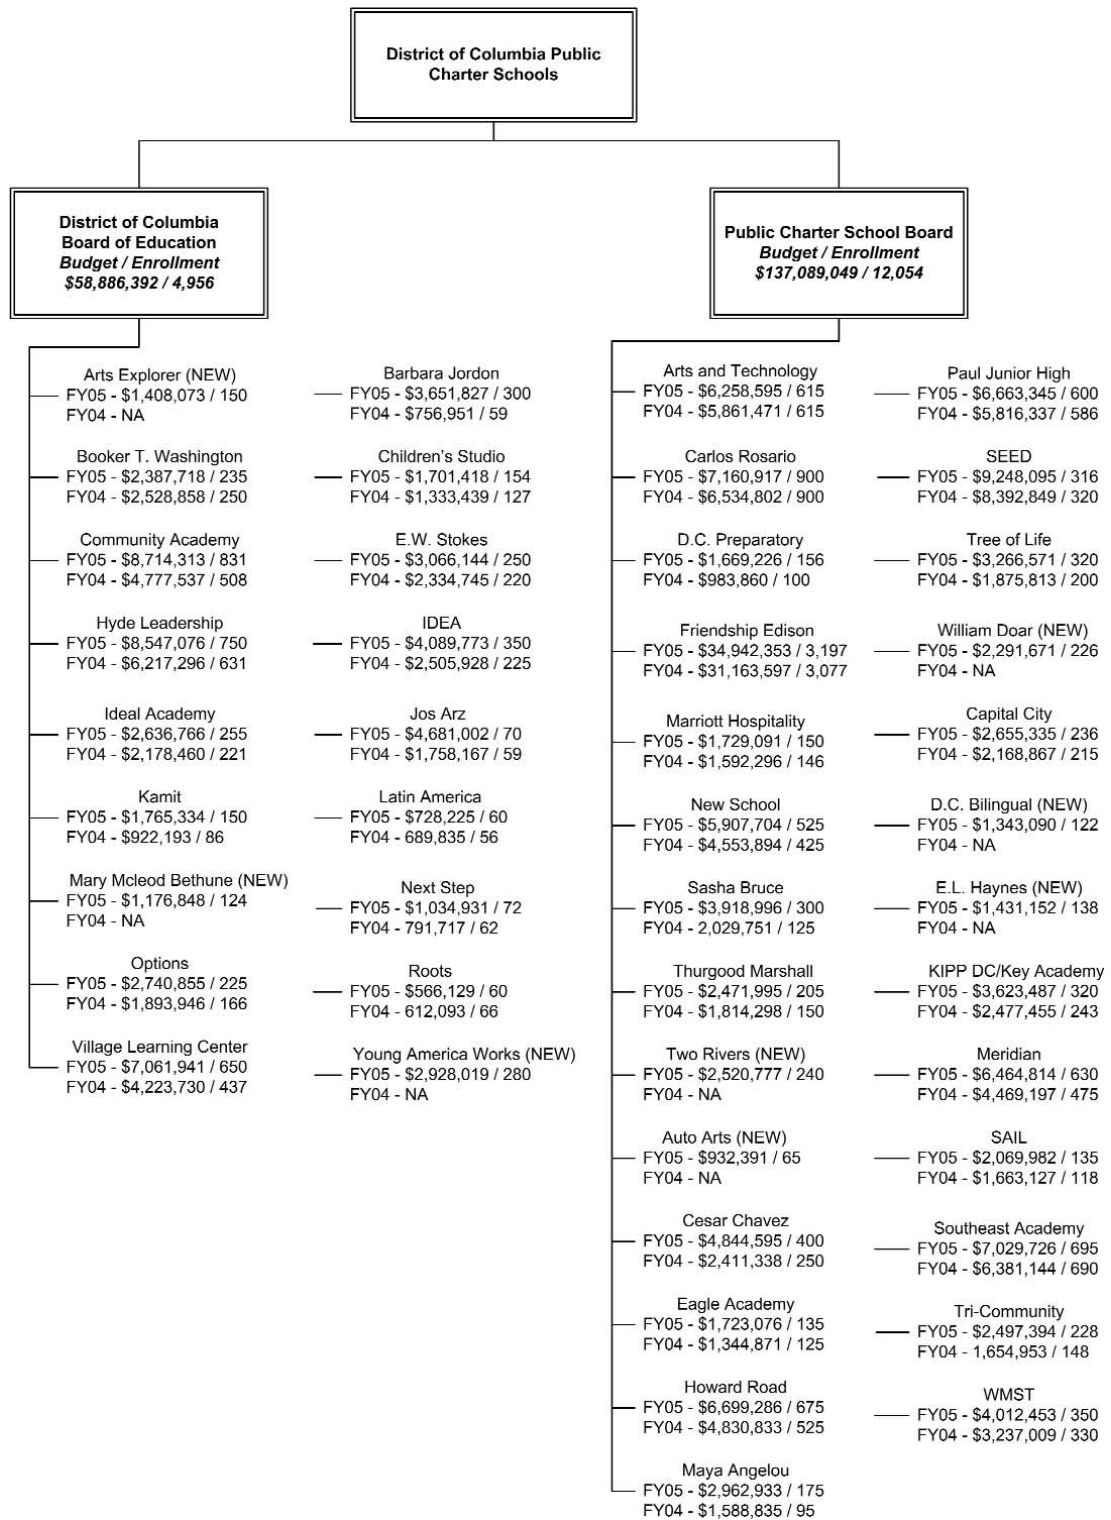 District of Columbia Public
Charter Schools
District of Columbia
Board of Education
Budget / Enrollment
$58,886,392 / 4,956
Arts Explorer (NEW)
FY05 - $1,408,073 / 150
FY04 - NA
Booker T. Washington
FY05 - $2,387,718 / 235
FY04 - $2,528,858 / 250
Community Academy
FY05 - $8,714,313 / 831
FY04 - $4,777,537 / 508
Hyde Leadership
FY05 - $8,547,076 / 750
FY04 - $6,217,296 / 631
Ideal Academy
FY05 - $2,636,766 / 255
FY04 - $2,178,460 / 221
Kamit
FY05 - $1,765,334 / 150
FY04 - $922,193 / 86
Mary Mcleod Bethune (NEW)
FY05 - $1,176,848 / 124
FY04 - NA
Options
FY05 - $2,740,855 / 225
FY04 - $1,893,946 / 166
Village Learning Center
FY05 - $7,061,941 / 650
FY04 - $4,223,730 / 437
Barbara Jordon
FY05 - $3,651,827 / 300
FY04 - $756,951 / 59
Children's Studio
FY05 - $1,701,418 / 154
FY04 - $1,333,439 / 127
E.W. Stokes
FY05 - $3,066,144 / 250
FY04 - $2,334,745 / 220
IDEA
FY05 - $4,089,773 / 350
FY04 - $2,505,928 / 225
Jos Arz
FY05 - $4,681,002 / 70
FY04 - $1,758,167 / 59
Latin America
FY05 - $728,225 / 60
FY04 - 689,835 / 56
Next Step
FY05 - $1,034,931 / 72
FY04 - 791,717 / 62
Roots
FY05 - $566,129 / 60
FY04 - 612,093 / 66
Young America Works (NEW)
FY05 - $2,928,019 / 280
FY04 - NA
Public Charter School Board
Budget / Enrollment
$137,089,049 / 12,054
Arts and Technology
FY05 - $6,258,595 / 615
FY04 - $5,861,471 / 615
Carlos Rosario
FY05 - $7,160,917 / 900
FY04 - $6,534,802 / 900
D.C. Preparatory
FY05 - $1,669,226 / 156
FY04 - $983,860 / 100
Friendship Edison
FY05 - $34,942,353 / 3,197
FY04 - $31,163,597 / 3,077
Marriott Hospitality
FY05 - $1,729,091 / 150
FY04 - $1,592,296 / 146
New School
FY05 - $5,907,704 / 525
FY04 - $4,553,894 / 425
Sasha Bruce
FY05 - $3,918,996 / 300
FY04 - 2,029,751 / 125
Thurgood Marshall
FY05 - $2,471,995 / 205
FY04 - $1,814,298 / 150
Two Rivers (NEW)
FY05 - $2,520,777 / 240
FY04 - NA
Auto Arts (NEW)
FY05 - $932,391 / 65
FY04 - NA
Cesar Chavez
FY05 - $4,844,595 / 400
FY04 - $2,411,338 / 250
Eagle Academy
FY05 - $1,723,076 / 135
FY04 - $1,344,871 / 125
Howard Road
FY05 - $6,699,286 / 675
FY04 - $4,830,833 / 525
Maya Angelou
FY05 - $2,962,933 / 175
FY04 - $1,588,835 / 95
Paul Junior High
FY05 - $6,663,345 / 600
FY04 - $5,816,337 / 586
SEED
FY05 - $9,248,095 / 316
FY04 - $8,392,849 / 320
Tree of Life
FY05 - $3,266,571 / 320
FY04 - $1,875,813 / 200
William Doar (NEW)
FY05 - $2,291,671 / 226
FY04 - NA
Capital City
FY05 - $2,655,335 / 236
FY04 - $2,168,867 / 215
D.C. Bilingual (NEW)
FY05 - $1,343,090 / 122
FY04 - NA
E.L. Haynes (NEW)
FY05 - $1,431,152 / 138
FY04 - NA
KIPP DC/Key Academy
FY05 - $3,623,487 / 320
FY04 - $2,477,455 / 243
Meridian
FY05 - $6,464,814 / 630
FY04 - $4,469,197 / 475
SAIL
FY05 - $2,069,982 / 135
FY04 - $1,663,127 / 118
Southeast Academy
FY05 - $7,029,726 / 695
FY04 - $6,381,144 / 690
Tri-Community
FY05 - $2,497,394 / 228
FY04 - 1,654,953 / 148
WMST
FY05 - $4,012,453 / 350
FY04 - $3,237,009 / 330